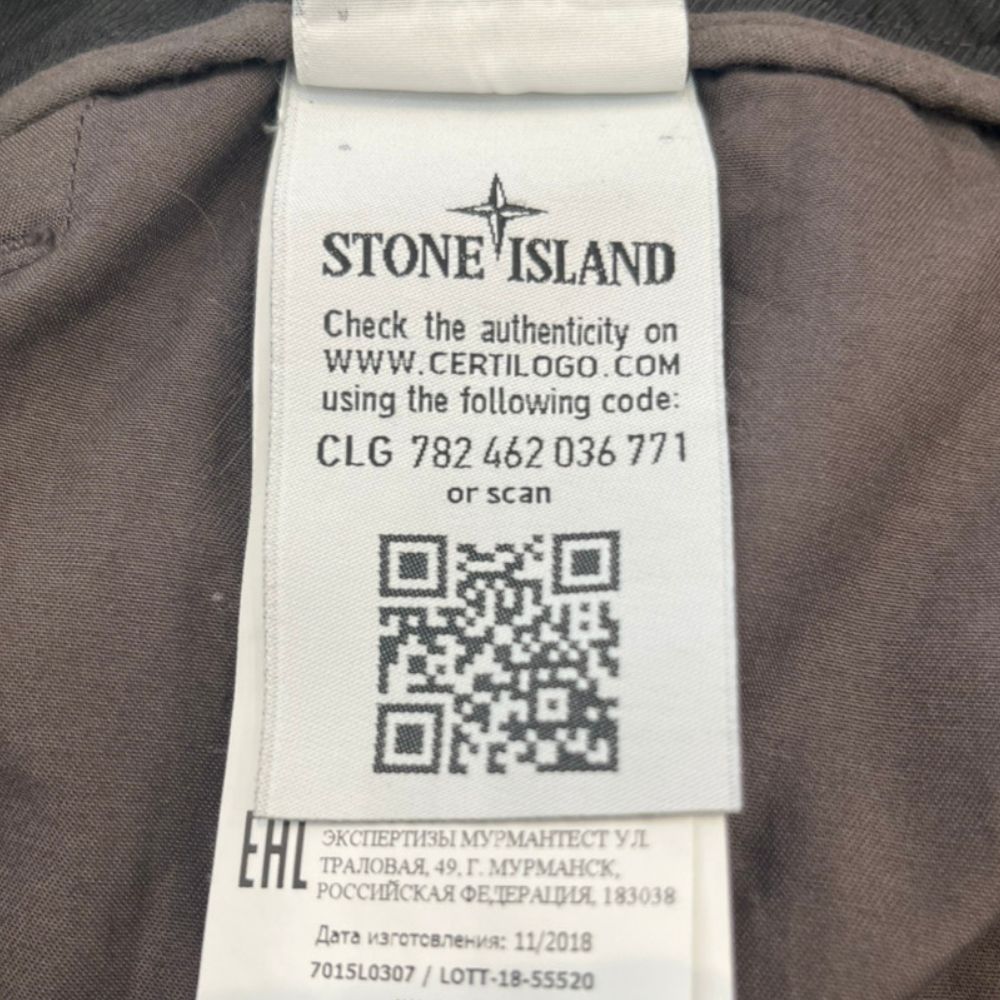 STONE ISLAND
Check the authenticity on
WWW.CERTILOGO.COM
using the following code:
CLG 782 462 036 771
or scan
EAC
ЭКСПЕРТИЗЫ МУРМАНТЕСТ УЛ.
ТРАЛОВАЯ, 49, Г. МУРМАНСК,
РОССИЙСКАЯ ФЕДЕРАЦИЯ, 183038
Дата изготовления: 11/2018
7015L0307 / LOTT-18-55520